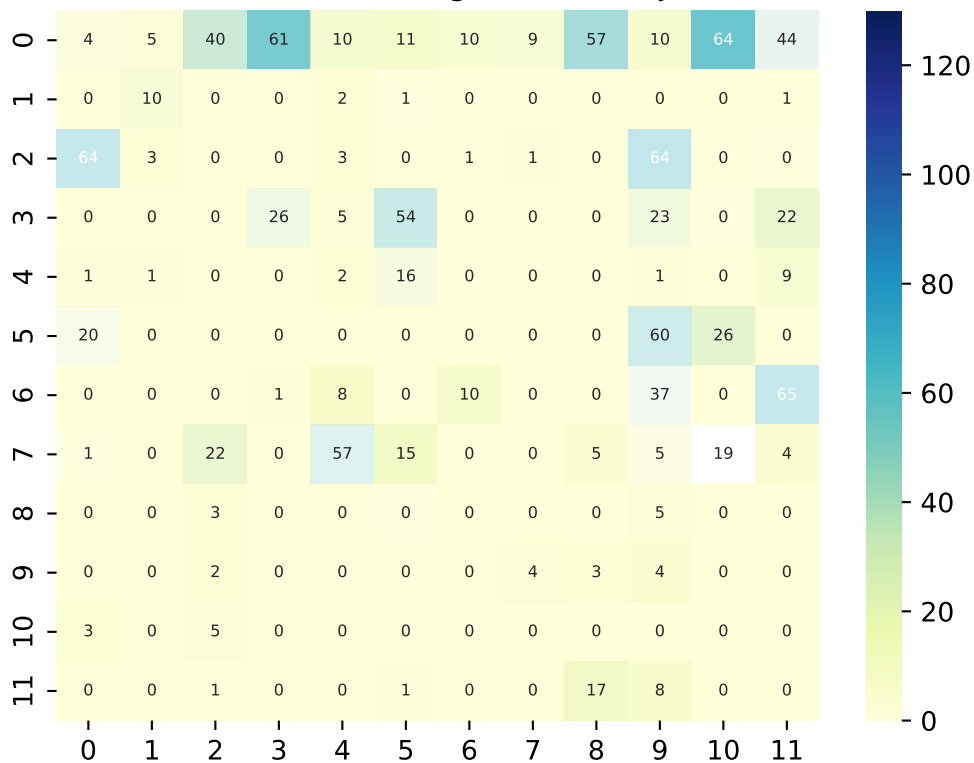 0 4 5 40 61 10 11 10 9 57 10 64 44
1 0 10 0 0 2 1 0 0 0 0 0 1
2 64 3 0 0 3 0 1 1 0 64 0 0
3 0 0 0 26 5 54 0 0 0 23 0 22
4 1 1 0 0 2 16 0 0 0 1 0 9
5 20 0 0 0 0 0 0 0 0 60 26 0
6 0 0 0 1 8 0 10 0 0 37 0 65
7 1 0 22 0 57 15 0 0 5 5 19 4
8 0 0 3 0 0 0 0 0 0 5 0 0
9 0 0 2 0 0 0 0 4 3 4 0 0
10 3 0 5 0 0 0 0 0 0 0 0 0
11 0 0 1 0 0 1 0 0 17 8 0 0
0 1 2 3 4 5 6 7 8 9 10 11
120
100
80
60
40
20
0